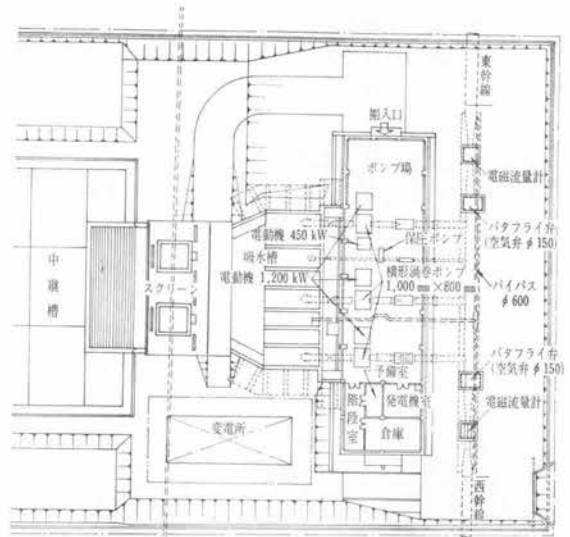 東幹線
搬入口
ポンプ場
電磁流量計
電動機 450 kW
保圧ポンプ
バタフライ弁
(空気弁 φ150)
吸水槽
電動機 1,200 kW
横形渦巻ポンプ
1,000 mm × 800 mm
バイパス
φ600
スクリーン
中継槽
予備室
バタフライ弁
(空気弁 φ150)
階段室
発電機室
電磁流量計
倉庫
変電所
西幹線